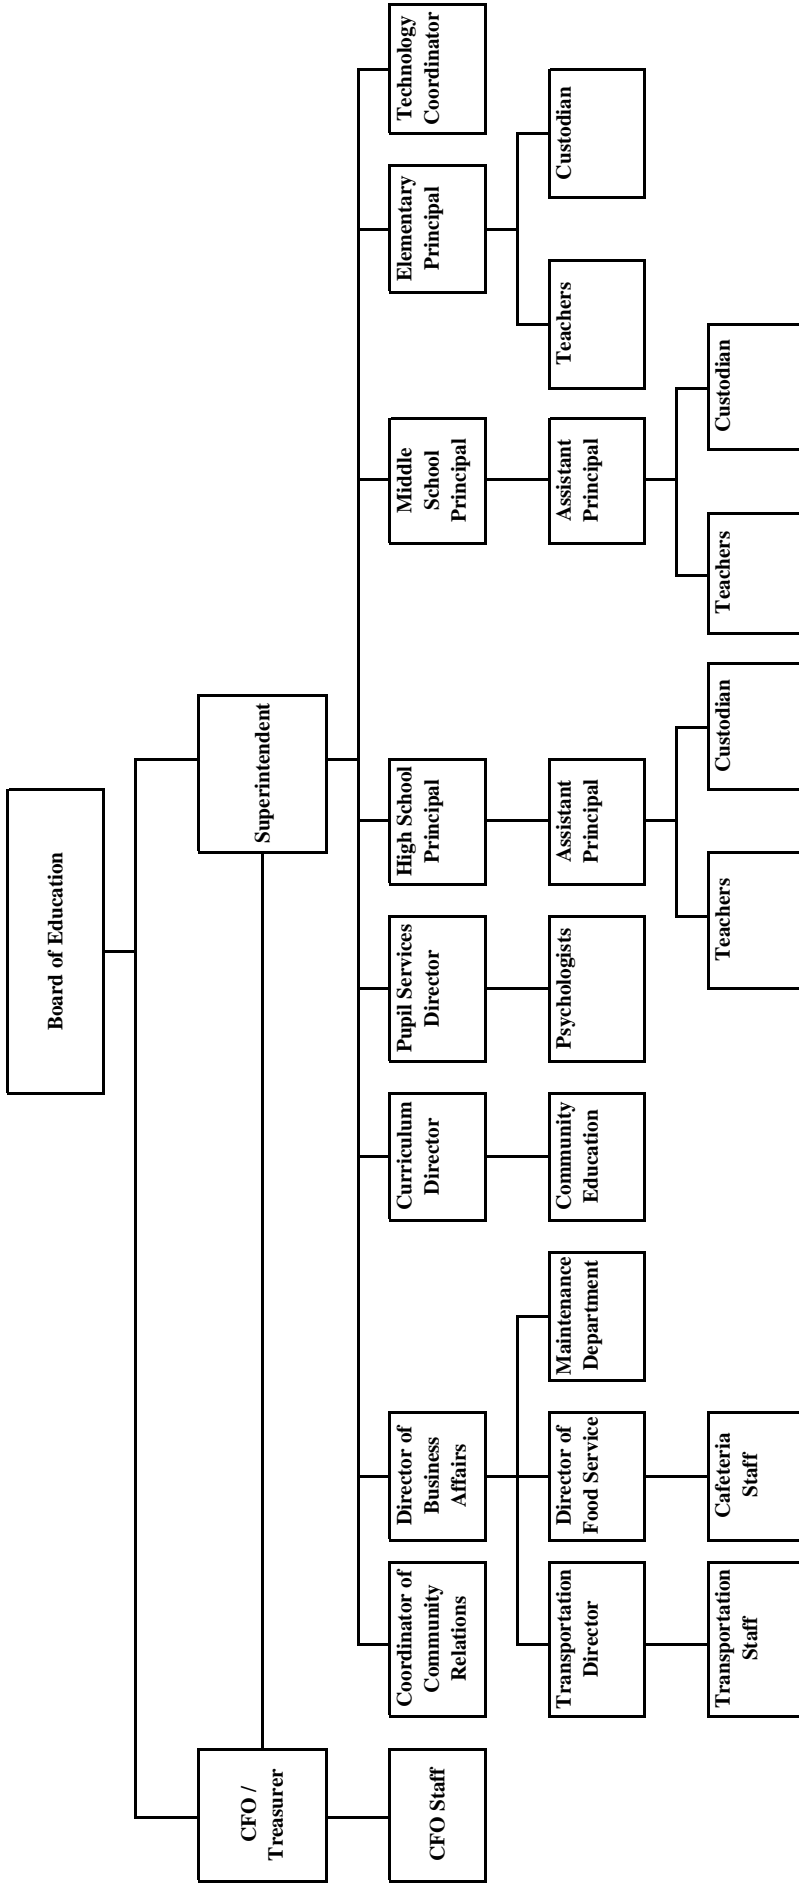 Board of Education
CFO /
Treasurer
Superintendent
CFO Staff
Coordinator of
Community
Relations
Director of
Business
Affairs
Curriculum
Director
Pupil Services
Director
High School
Principal
Middle
School
Principal
Elementary
Principal
Technology
Coordinator
Transportation
Director
Director of
Food Service
Maintenance
Department
Community
Education
Psychologists
Assistant
Principal
Assistant
Principal
Teachers
Custodian
Transportation
Staff
Cafeteria
Staff
Teachers
Custodian
Teachers
Custodian